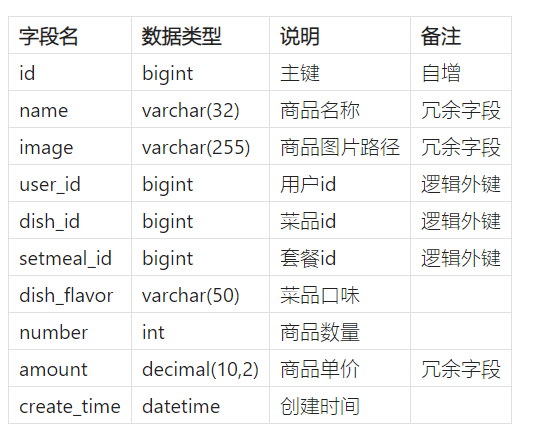 字段名 数据类型 说明 备注
id bigint 主键 自增
name varchar(32) 商品名称 冗余字段
image varchar(255) 商品图片路径 冗余字段
user_id bigint 用户id 逻辑外键
dish_id bigint 菜品id 逻辑外键
setmeal_id bigint 套餐id 逻辑外键
dish_flavor varchar(50) 菜品口味
number int 商品数量
amount decimal(10,2) 商品单价 冗余字段
create_time datetime 创建时间